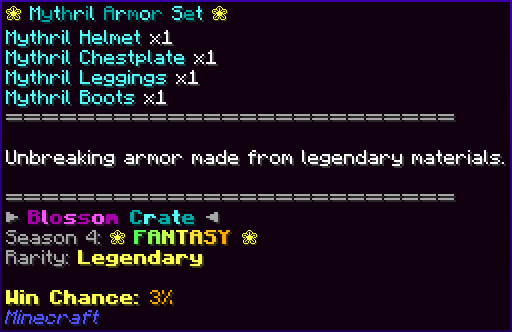 ❀ Mythril Armor Set ❀
Mythril Helmet x1
Mythril Chestplate x1
Mythril Leggings x1
Mythril Boots x1
===============================
Unbreaking armor made from legendary materials.
===============================
► Blossom Crate ◄
Season 4: ❀ FANTASY ❀
Rarity: Legendary
Win Chance: 3%
Minecraft